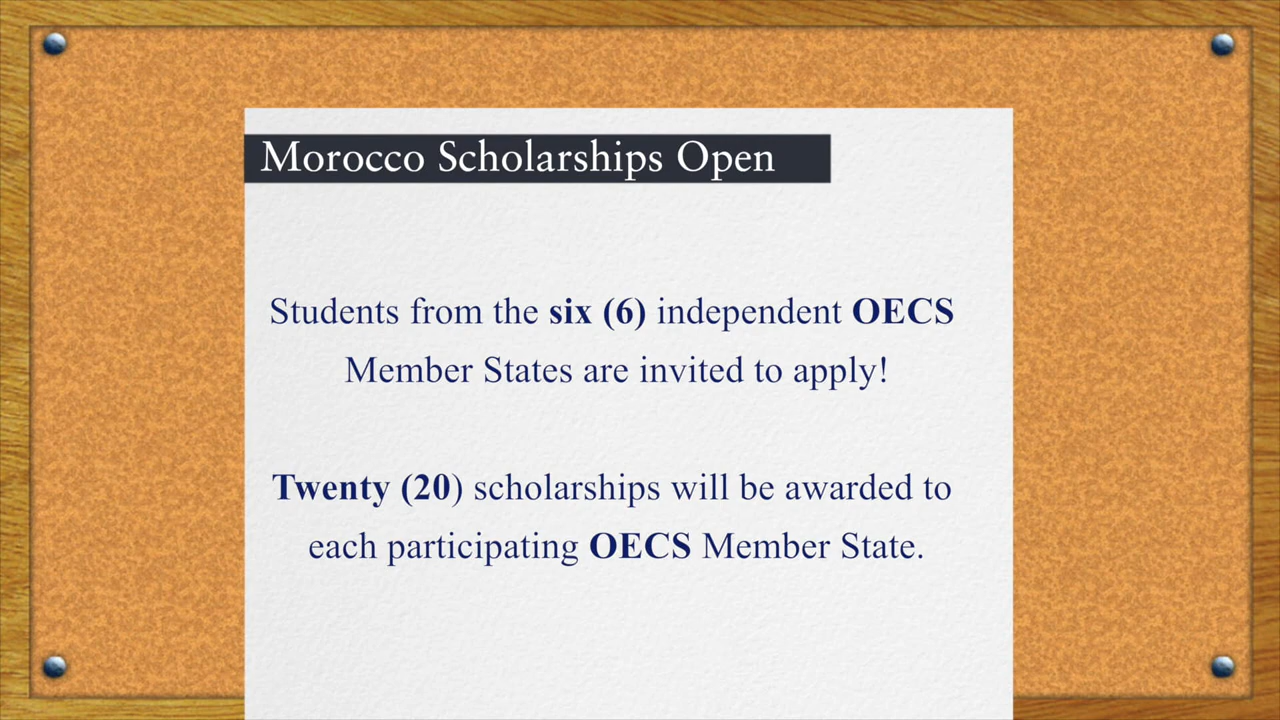 Morocco Scholarships Open
Students from the six (6) independent OECS
Member States are invited to apply!
Twenty (20) scholarships will be awarded to
each participating OECS Member State.